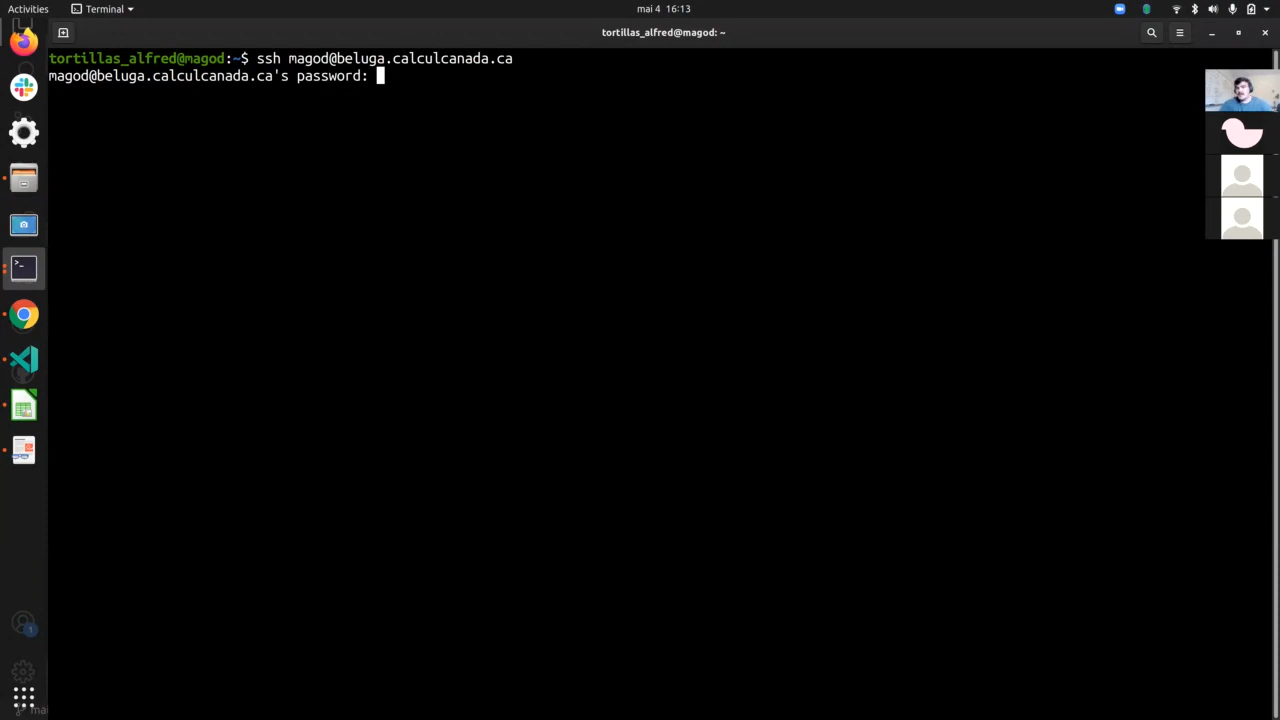 Activities
Terminal
mai 4 16:13
tortillas_alfred@magod: ~
tortillas_alfred@magod:~$ ssh magod@beluga.calculcanada.ca
magod@beluga.calculcanada.ca's password:
1